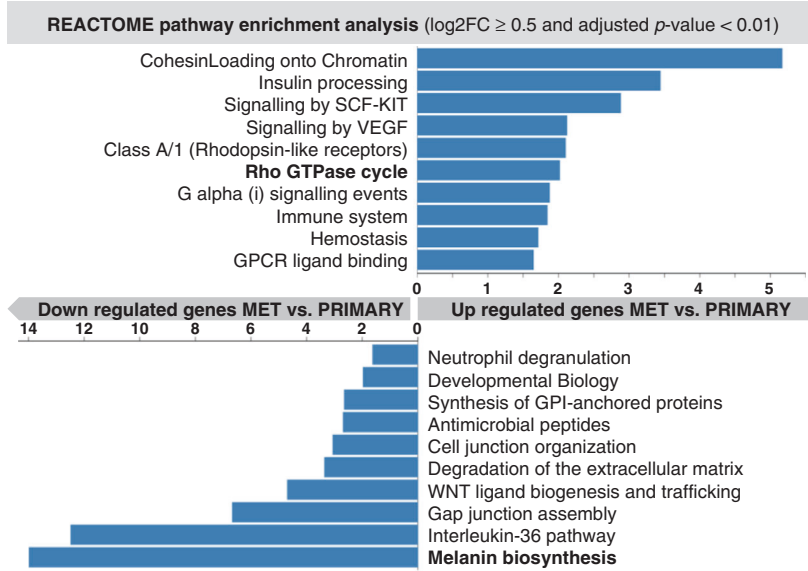 REACTOME pathway enrichment analysis (log2FC ≥ 0.5 and adjusted p-value < 0.01)
CohesinLoading onto Chromatin
Insulin processing
Signalling by SCF-KIT
Signalling by VEGF
Class A/1 (Rhodopsin-like receptors)
Rho GTPase cycle
G alpha (i) signalling events
Immune system
Hemostasis
GPCR ligand binding
0 1 2 3 4 5
Down regulated genes MET vs. PRIMARY
Up regulated genes MET vs. PRIMARY
14 12 10 8 6 4 2 0
Neutrophil degranulation
Developmental Biology
Synthesis of GPI-anchored proteins
Antimicrobial peptides
Cell junction organization
Degradation of the extracellular matrix
WNT ligand biogenesis and trafficking
Gap junction assembly
Interleukin-36 pathway
Melanin biosynthesis